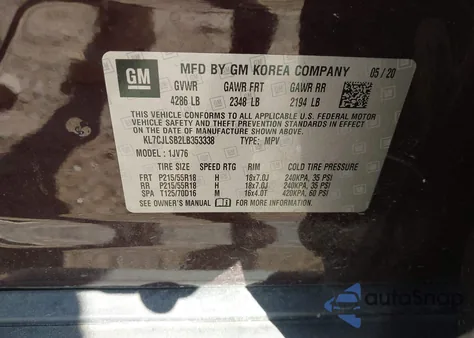 GM
MFD BY GM KOREA COMPANY 05/20
GVWR GAWR FRT GAWR RR
4286 LB 2348 LB 2194 LB
THIS VEHICLE CONFORMS TO ALL APPLICABLE U.S.
FEDERAL MOTOR VEHICLE SAFETY, BUMPER, AND THEFT
PREVENTION STANDARDS IN EFFECT ON THE DATE OF
MANUFACTURE SHOWN ABOVE.
KL7CJLSB2LB353338 TYPE: MPV
MODEL: 1JV76
TIRE SIZE SPEED RTG RIM COLD TIRE PRESSURE
FRT P215/55R18 H 18x7.0J 240KPA, 35 PSI
RR P215/55R18 H 18x7.0J 240KPA, 35 PSI
SPA T125/70D16 M 16x4.0T 420KPA, 60 PSI
SEE OWNER'S MANUAL FOR MORE INFORMATION.
autoSnap